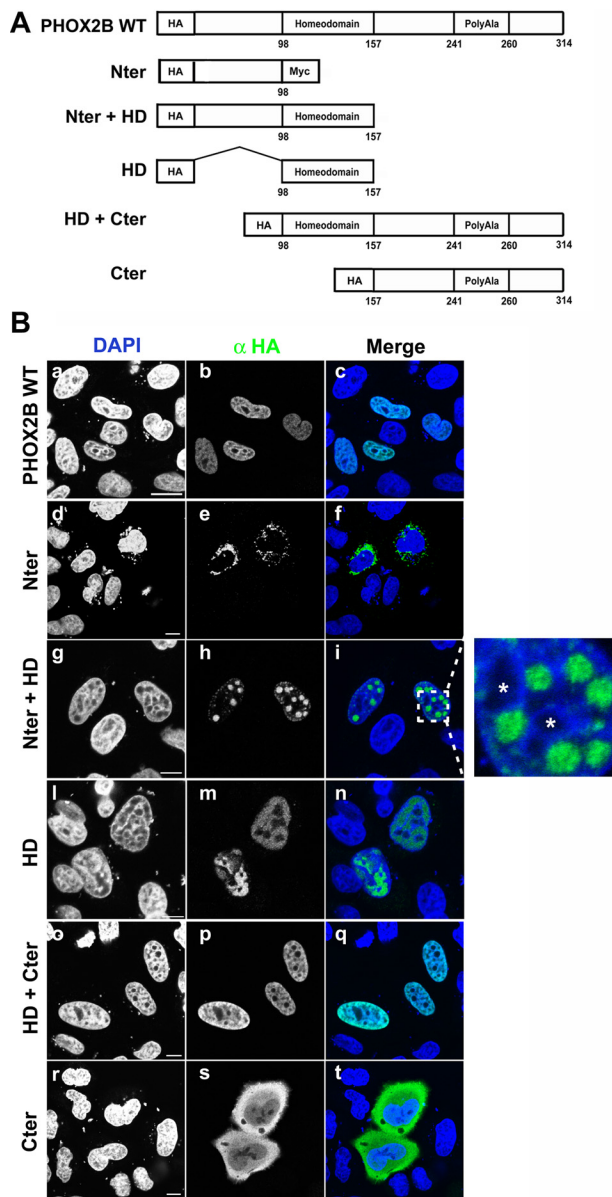 A
PHOX2B WT HA Homeodomain PolyAla
98 157 241 260 314
Nter HA Myc
98
Nter + HD HA Homeodomain
98 157
HD HA Homeodomain
98 157
HD + Cter HA Homeodomain PolyAla
98 157 241 260 314
Cter HA PolyAla
157 241 260 314
B
DAPI α HA Merge
PHOX2B WT a b c
Nter d e f
Nter + HD g h i
* *
HD l m n
HD + Cter o p q
Cter r s t